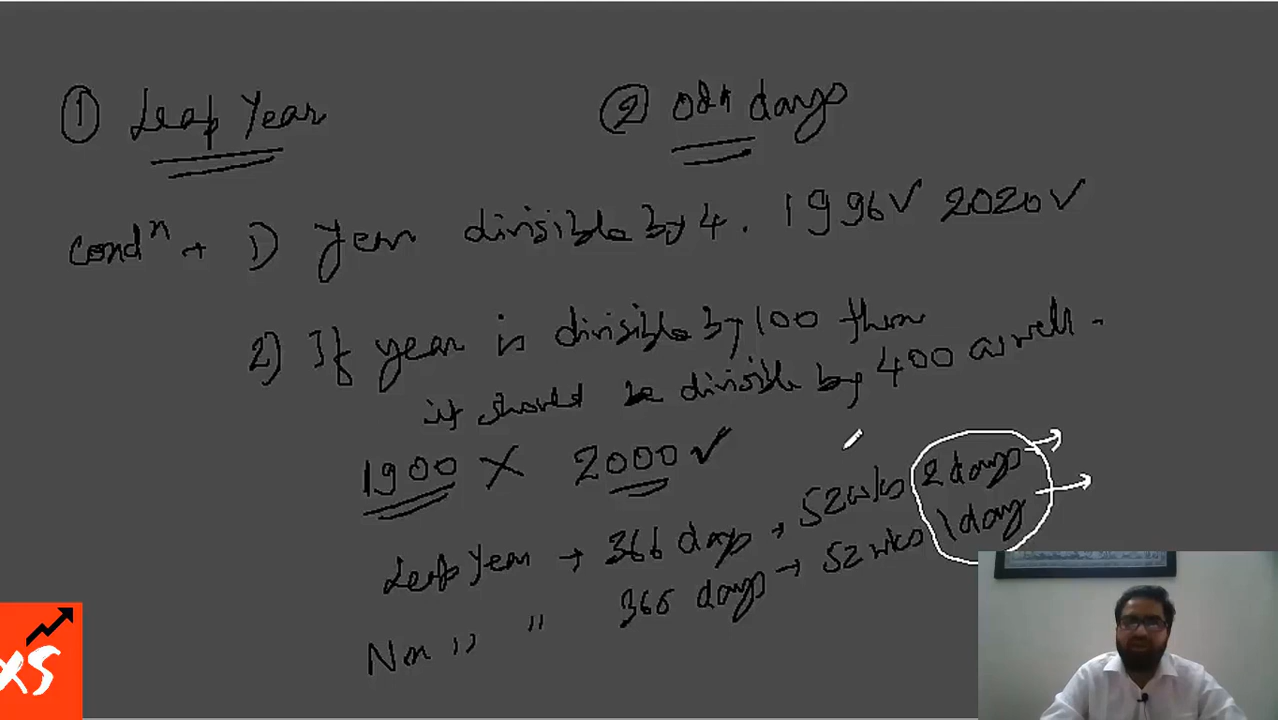 ① Leap Year
② odd days
condⁿ → 1) Year divisible by 4. 1996✓ 2020✓
2) If year is divisible by 100 then
it should be divisible by 400 as well.
1900 X 2000 ✓
Leap Year → 366 days → 52 wks 2 days →
Non " " 365 days → 52 wks 1 day →
XS